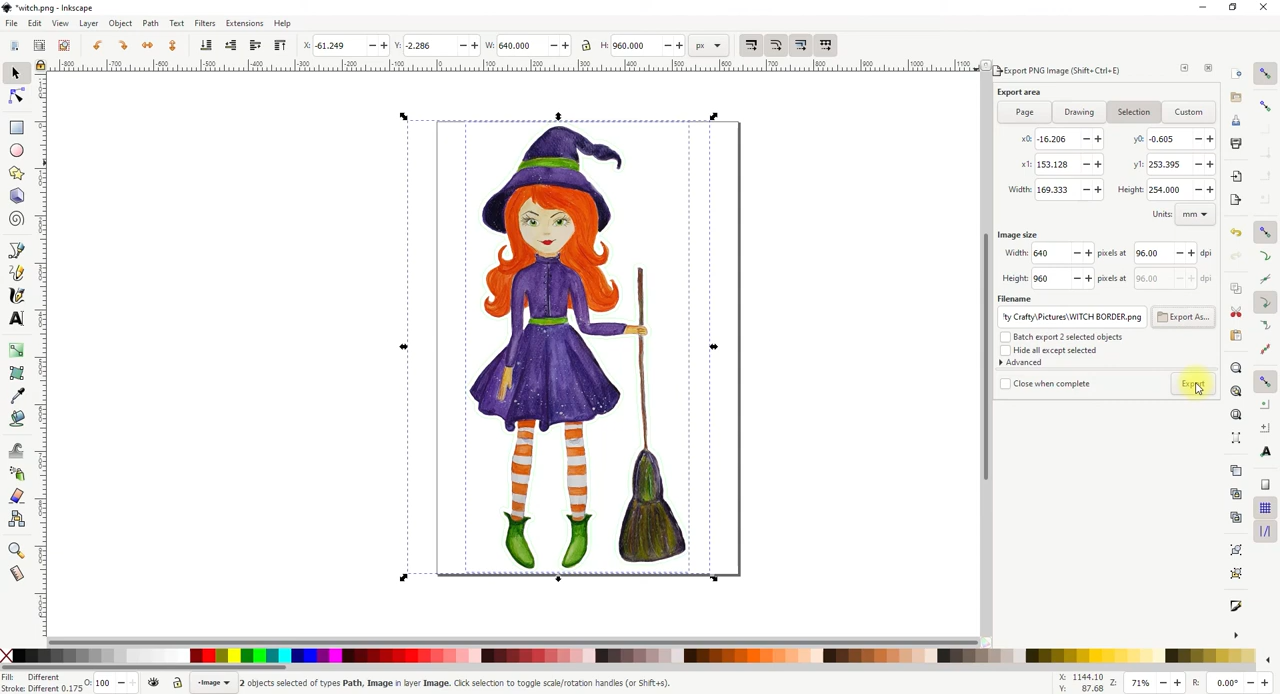 *witch.png - Inkscape
File Edit View Layer Object Path Text Filters Extensions Help
X: -61.249 Y: -2.286 W: 640.000 H: 960.000 px
Export PNG Image (Shift+Ctrl+E)
Export area
Page Drawing Selection Custom
x0: -16.206 y0: -0.605
x1: 153.128 y1: 253.395
Width: 169.333 Height: 254.000
Units: mm
Image size
Width: 640 pixels at 96.00 dpi
Height: 960 pixels at 96.00 dpi
Filename
'ty Crafty\Pictures\WITCH BORDER.png Export As...
Batch export 2 selected objects
Hide all except selected
Advanced
Close when complete Export
Fill: Different
Stroke: Different 0.175
O: 100 Image 2 objects selected of types Path, Image in layer Image. Click selection to toggle scale/rotation handles (or Shift+s).
X: 1144.10
Y: 87.68
Z: 71% R: 0.00°